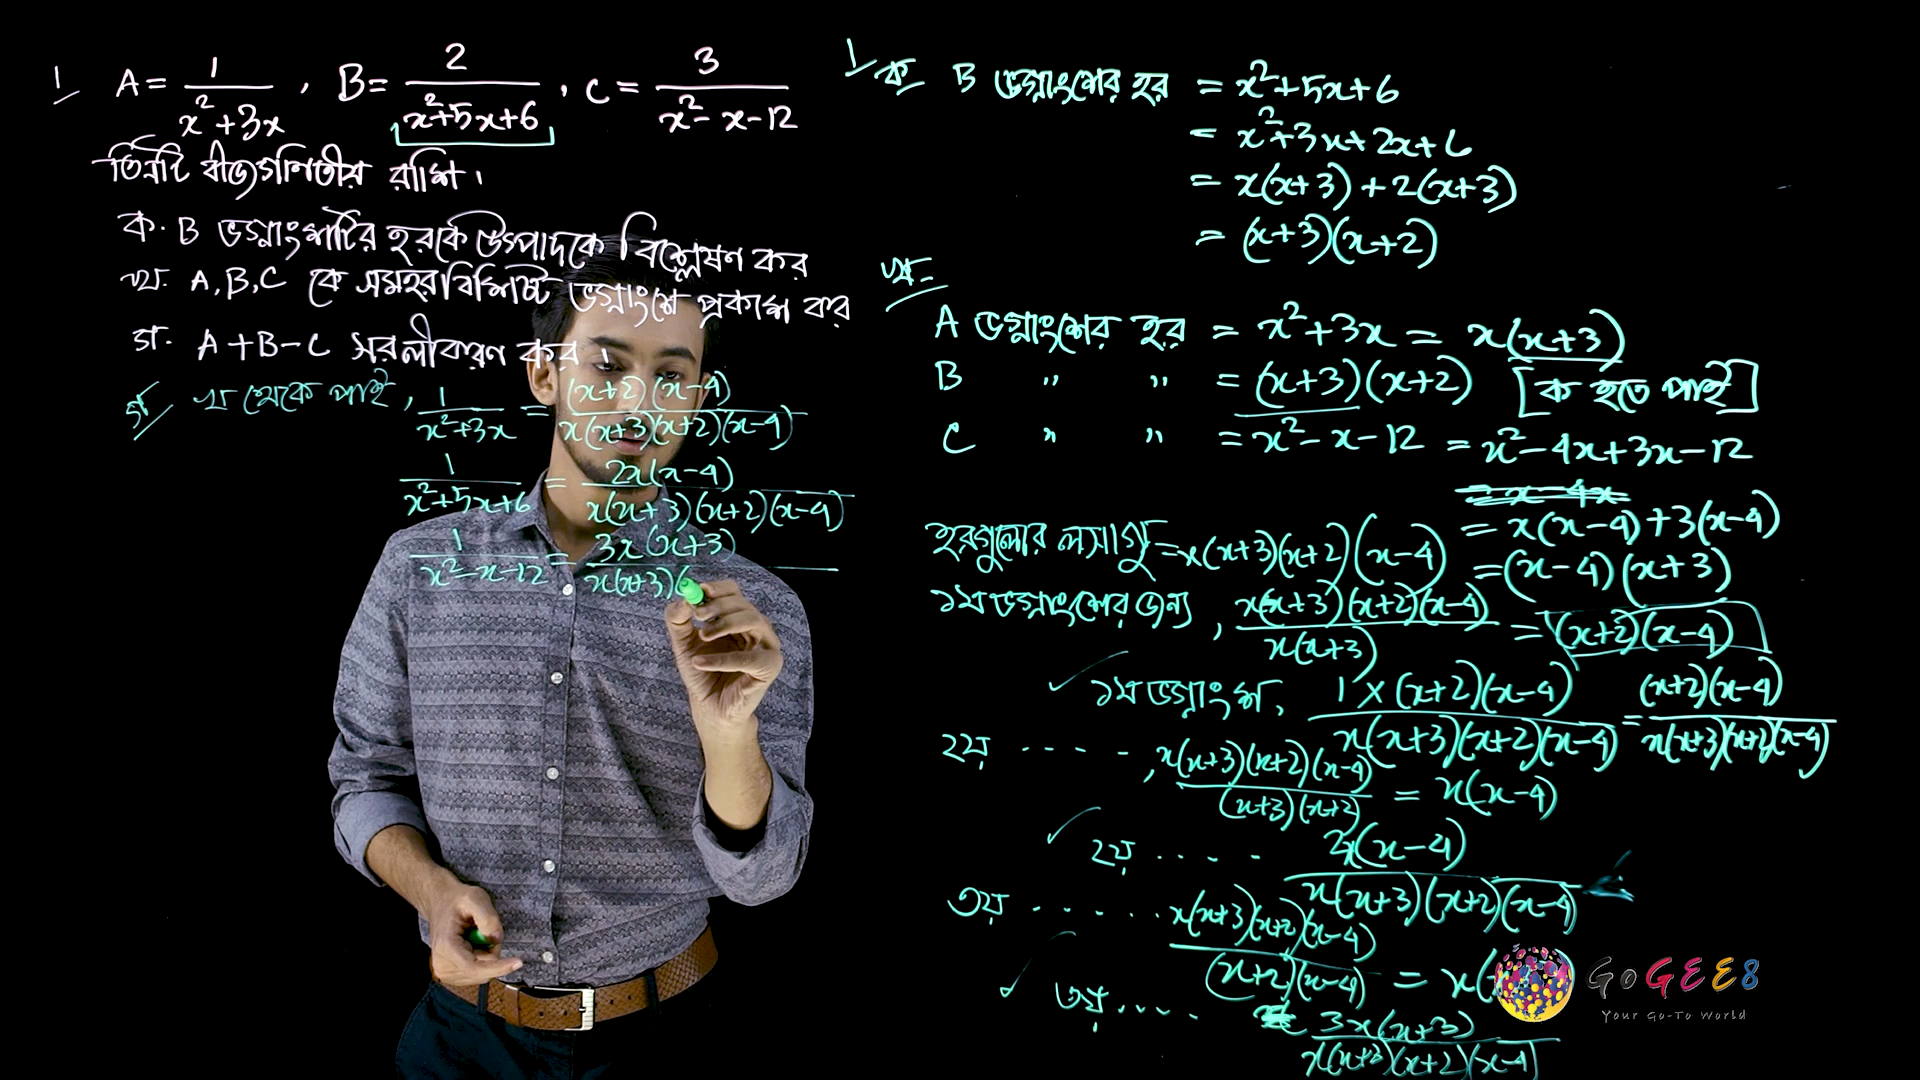 ১ A = 1/(x²+3x) , B = 2/(x²+5x+6) , C = 3/(x²-x-12)
তিনটি বীজগণিতীয় রাশি।
ক. B ভগ্নাংশটির হরকে উৎপাদকে বিশ্লেষণ কর
খ. A, B, C কে সমহরবিশিষ্ট ভগ্নাংশে প্রকাশ কর
গ. A+B-C সরলীকরণ কর।
গ খ থেকে পাই, 1/(x²+3x) = (x+2)(x-4)/x(x+3)(x+2)(x-4)
1/(x²+5x+6) = 2x(x-4)/x(x+3)(x+2)(x-4)
1/(x²-x-12) = 3x(x+3)/x(x+3)(
১ ক B ভগ্নাংশের হর = x²+5x+6
= x²+3x+2x+6
= x(x+3)+2(x+3)
= (x+3)(x+2)
খ
A ভগ্নাংশের হর = x²+3x = x(x+3)
B " " = (x+3)(x+2) [ক হতে পাই]
C " " = x²-x-12 = x²-4x+3x-12
= x(x-4)+3(x-4)
= (x-4)(x+3)
হরগুলোর লসাগু = x(x+3)(x+2)(x-4)
১ম ভগ্নাংশের জন্য, x(x+3)(x+2)(x-4)/x(x+3) = (x+2)(x-4)
✓ ১ম ভগ্নাংশ, 1×(x+2)(x-4)/x(x+3)(x+2)(x-4) = (x+2)(x-4)/x(x+3)(x+2)(x-4)
২য় - - - -, x(x+3)(x+2)(x-4)/(x+3)(x+2) = x(x-4)
✓ ২য় . . . - 2x(x-4)/x(x+3)(x+2)(x-4)
৩য় . . . . . . x(x+3)(x+2)(x-4)/(x+2)(x-4) = x(
✓ ৩য় . . . . 3x(x+3)/x(x+3)(x+2)(x-4)
GoGEE8
Your Go-To World